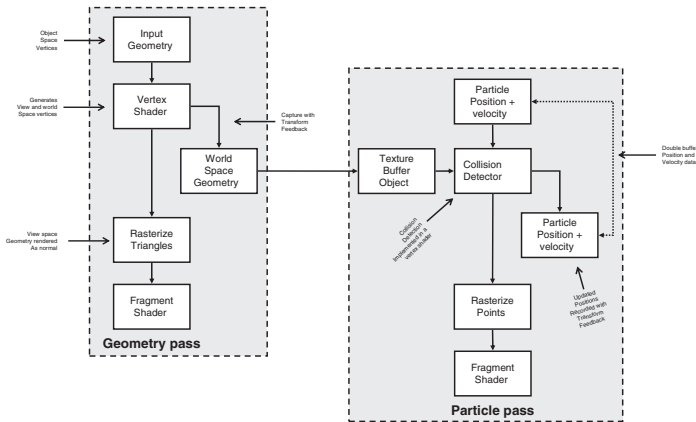 Object
Space
Vertices
Input
Geometry
Generates
View and world
Space vertices
Vertex
Shader
Capture with
Transform
Feedback
World
Space
Geometry
View space
Geometry rendered
As normal
Rasterize
Triangles
Fragment
Shader
Geometry pass
Particle
Position +
velocity
Texture
Buffer
Object
Collision
Detector
Double buffe
Position and
Velocity data
Collision
Detection
Implemented in a
vertex shader
Particle
Position +
velocity
Updated
Positions
Recorded with
Transform
Feedback
Rasterize
Points
Fragment
Shader
Particle pass